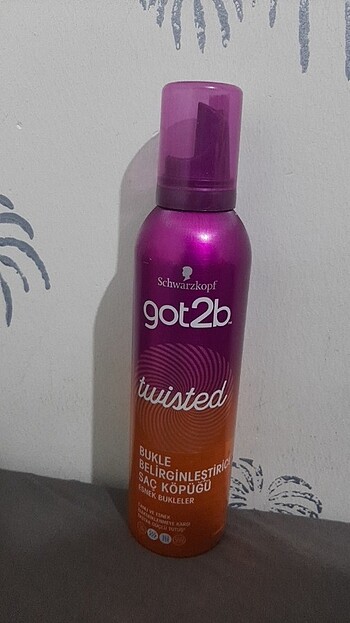 Schwarzkopf
got2b
twisted
BUKLE
BELİRGİNLEŞTİRİCİ
SAÇ KÖPÜĞÜ
ESNEK BUKLELER